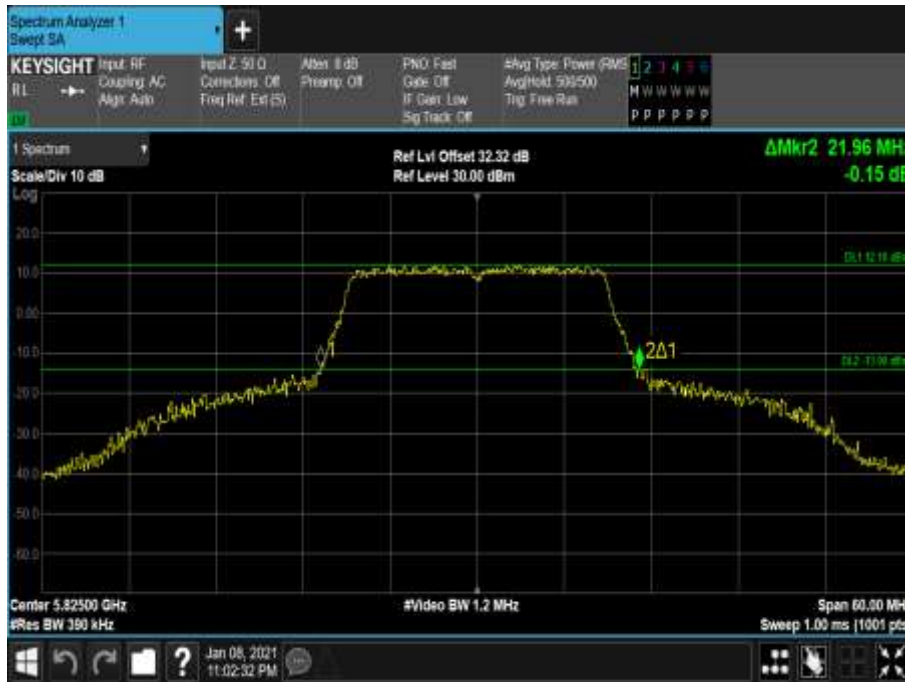 Spectrum Analyzer 1
Swept SA
+
KEYSIGHT
RL
Input: RF
Coupling: AC
Align: Auto
Input Z: 50 Ω
Corrections: Off
Freq Ref: Ext (S)
Atten: 8 dB
Preamp: Off
PNO: Fast
Gate: Off
IF Gain: Low
Sig Track: Off
#Avg Type: Power (RMS
Avg|Hold: 500/500
Trig: Free Run
1 2 3 4 5 6
M W W W W W
P P P P P P
1 Spectrum
Scale/Div 10 dB
Log
Ref Lvl Offset 32.32 dB
Ref Level 30.00 dBm
ΔMkr2 21.96 MHz
-0.15 dB
20.0
10.0
0.00
-10.0
-20.0
-30.0
-40.0
-50.0
-60.0
1
2Δ1
Center 5.82500 GHz
#Res BW 390 kHz
#Video BW 1.2 MHz
Span 60.00 MH
Sweep 1.00 ms (1001 pts
?
Jan 08, 2021
11:02:32 PM